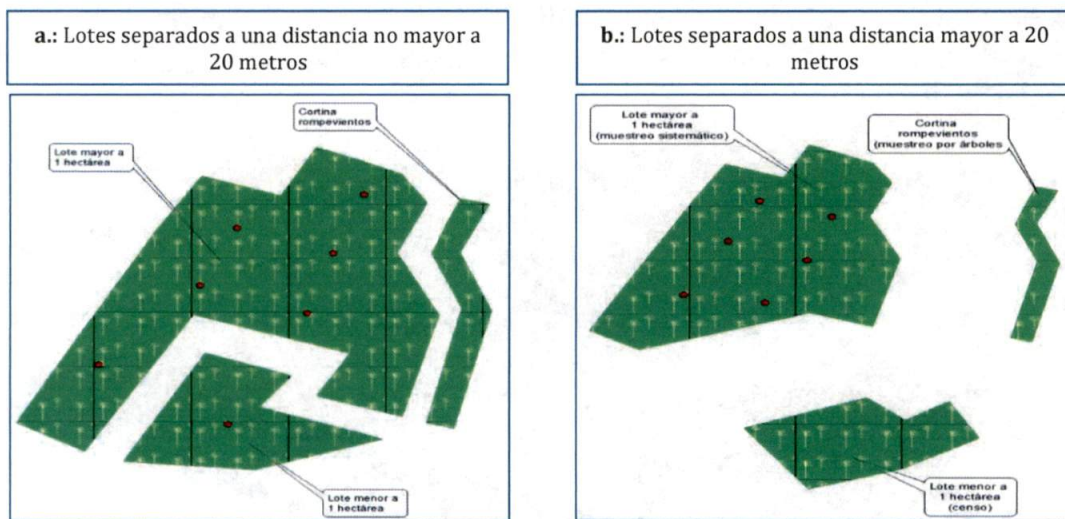 a.: Lotes separados a una distancia no mayor a
20 metros
Cortina
rompevientos
Lote mayor a
1 hectárea
Lote menor a
1 hectárea
b.: Lotes separados a una distancia mayor a 20
metros
Lote mayor a
1 hectárea
(muestreo sistemático)
Cortina
rompevientos
(muestreo por árboles
Lote menor a
1 hectárea
(censo)